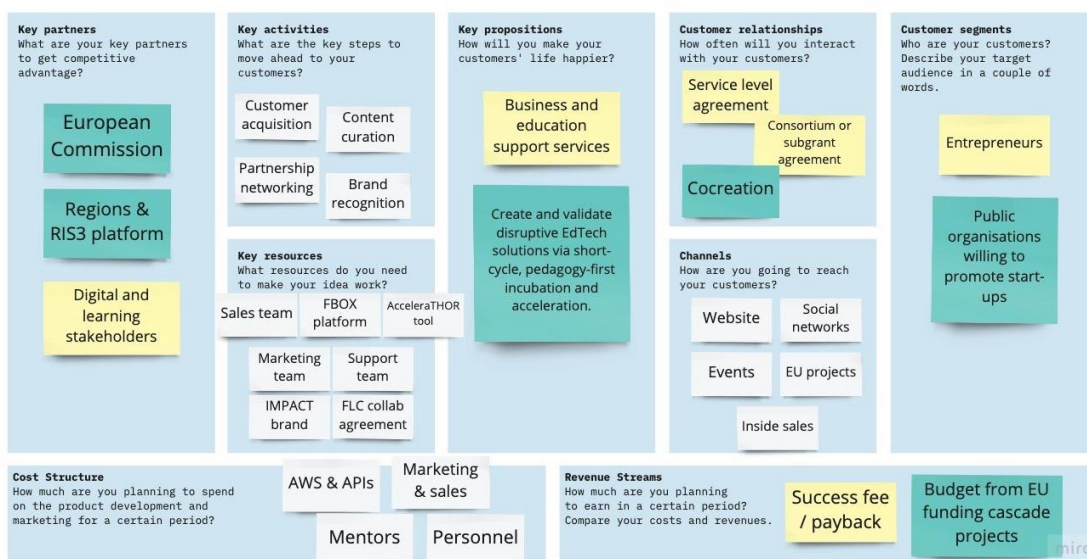 Key partners
What are your key partners
to get competitive
advantage?
European
Commission
Regions &
RIS3 platform
Digital and
learning
stakeholders
Key activities
What are the key steps to
move ahead to your
customers?
Customer
acquisition
Content
curation
Partnership
networking
Brand
recognition
Key resources
What resources do you need
to make your idea work?
Sales team
FBOX
platform
AcceleraTHOR
tool
Marketing
team
Support
team
IMPACT
brand
FLC collab
agreement
Key propositions
How will you make your
customers' life happier?
Business and
education
support services
Create and validate
disruptive EdTech
solutions via short-
cycle, pedagogy-first
incubation and
acceleration.
Customer relationships
How often will you interact
with your customers?
Service level
agreement
Consortium or
subgrant
agreement
Cocreation
Channels
How are you going to reach
your customers?
Website
Social
networks
Events
EU projects
Inside sales
Customer segments
Who are your customers?
Describe your target
audience in a couple of
words.
Entrepreneurs
Public
organisations
willing to
promote start-
ups
Cost Structure
How much are you planning to spend
on the product development and
marketing for a certain period?
AWS & APIs
Marketing
& sales
Mentors
Personnel
Revenue Streams
How much are you planning
to earn in a certain period?
Compare your costs and revenues.
Success fee
/ payback
Budget from EU
funding cascade
projects
miro